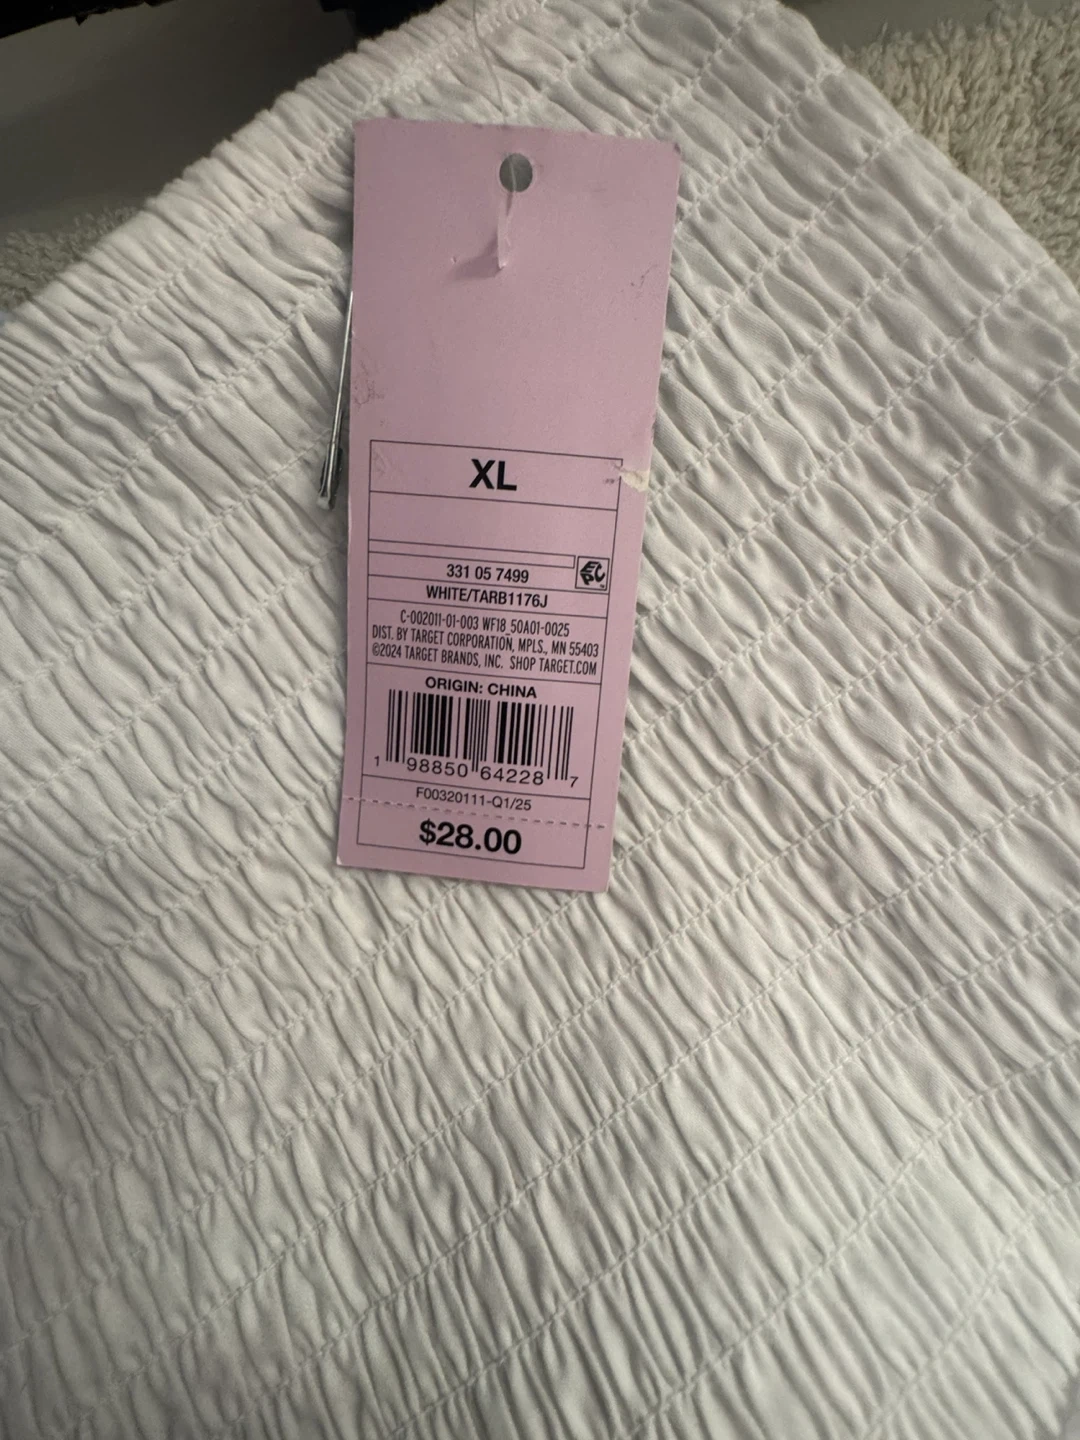 XL
331 05 7499
EPC
WHITE/TARB1176J
C-002011-01-003 WF18_50A01-0025
DIST. BY TARGET CORPORATION, MPLS., MN 55403
©2024 TARGET BRANDS, INC. SHOP TARGET.COM
ORIGIN: CHINA
1 98850 64228 7
F00320111-Q1/25
$28.00